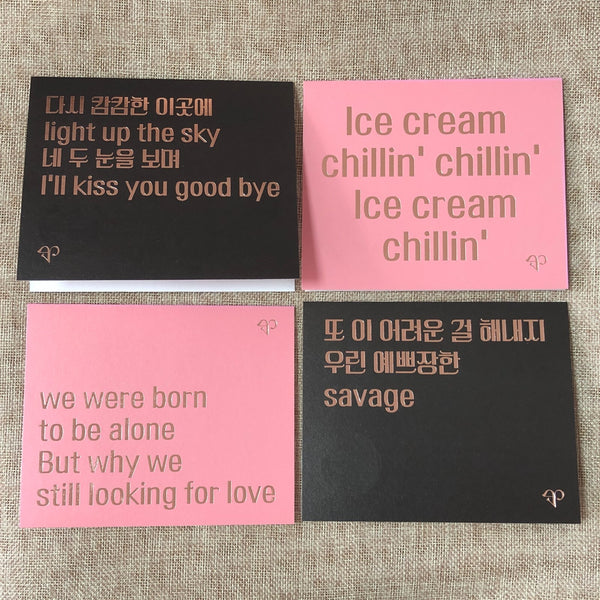 다시 캄캄한 이곳에
light up the sky
네 두 눈을 보며
I'll kiss you good bye
Ice cream
chillin' chillin'
Ice cream
chillin'
we were born
to be alone
But why we
still looking for love
또 이 어려운 걸 해내지
우린 예쁘장한
savage